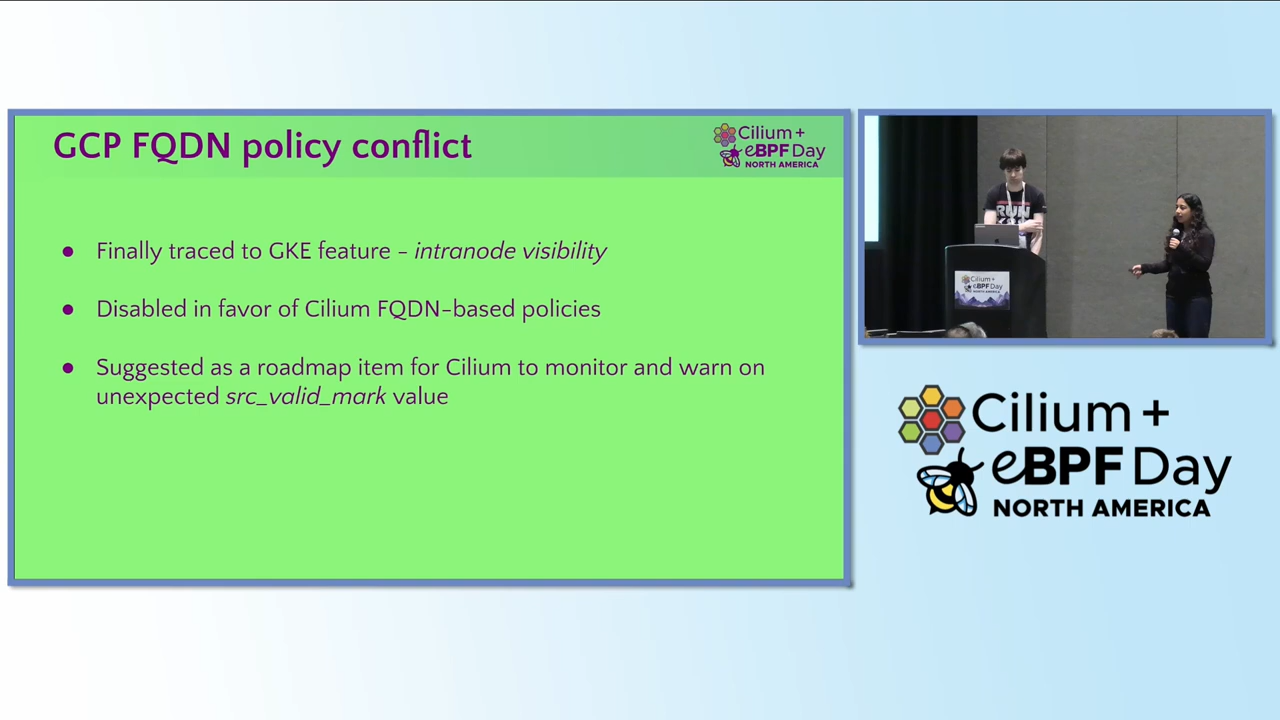 GCP FQDN policy conflict
Cilium +
eBPF Day
NORTH AMERICA
● Finally traced to GKE feature - intranode visibility
● Disabled in favor of Cilium FQDN-based policies
● Suggested as a roadmap item for Cilium to monitor and warn on
unexpected src_valid_mark value
RUN
Cilium +
eBPF Day
NORTH AMERICA
Cilium +
eBPF Day
NORTH AMERICA